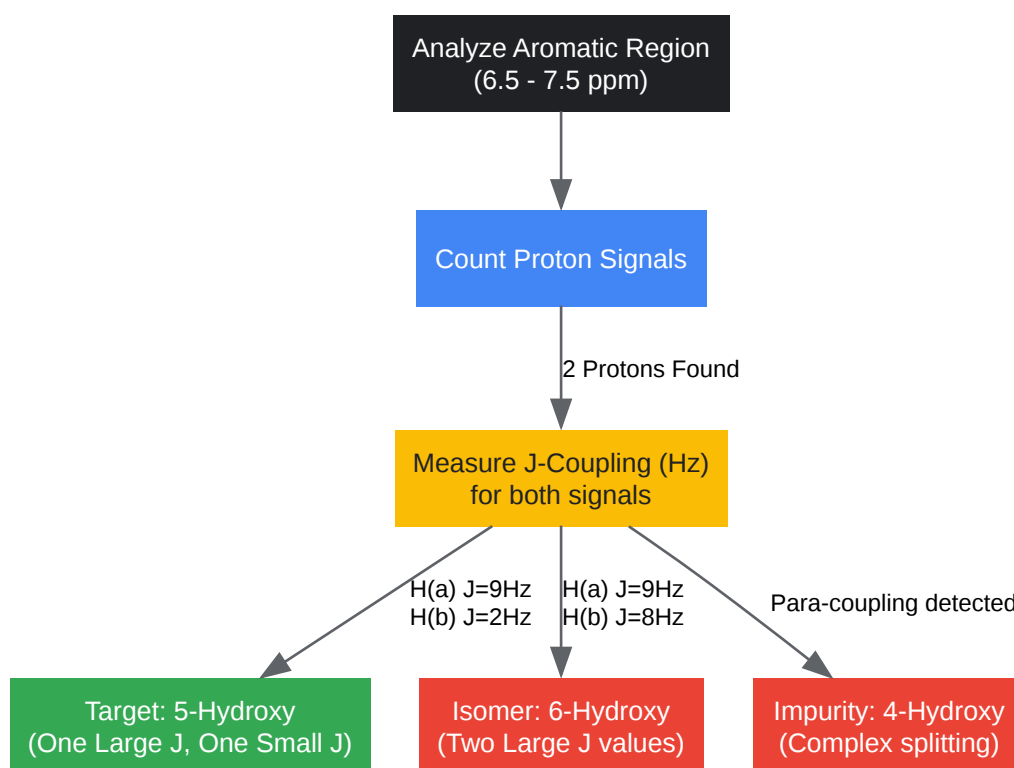 Analyze Aromatic Region
(6.5 - 7.5 ppm)
Count Proton Signals
2 Protons Found
Measure J-Coupling (Hz)
for both signals
H(a) J=9Hz
H(b) J=2Hz
H(a) J=9Hz
H(b) J=8Hz
Para-coupling detected
Target: 5-Hydroxy
(One Large J, One Small J)
Isomer: 6-Hydroxy
(Two Large J values)
Impurity: 4-Hydroxy
(Complex splitting)